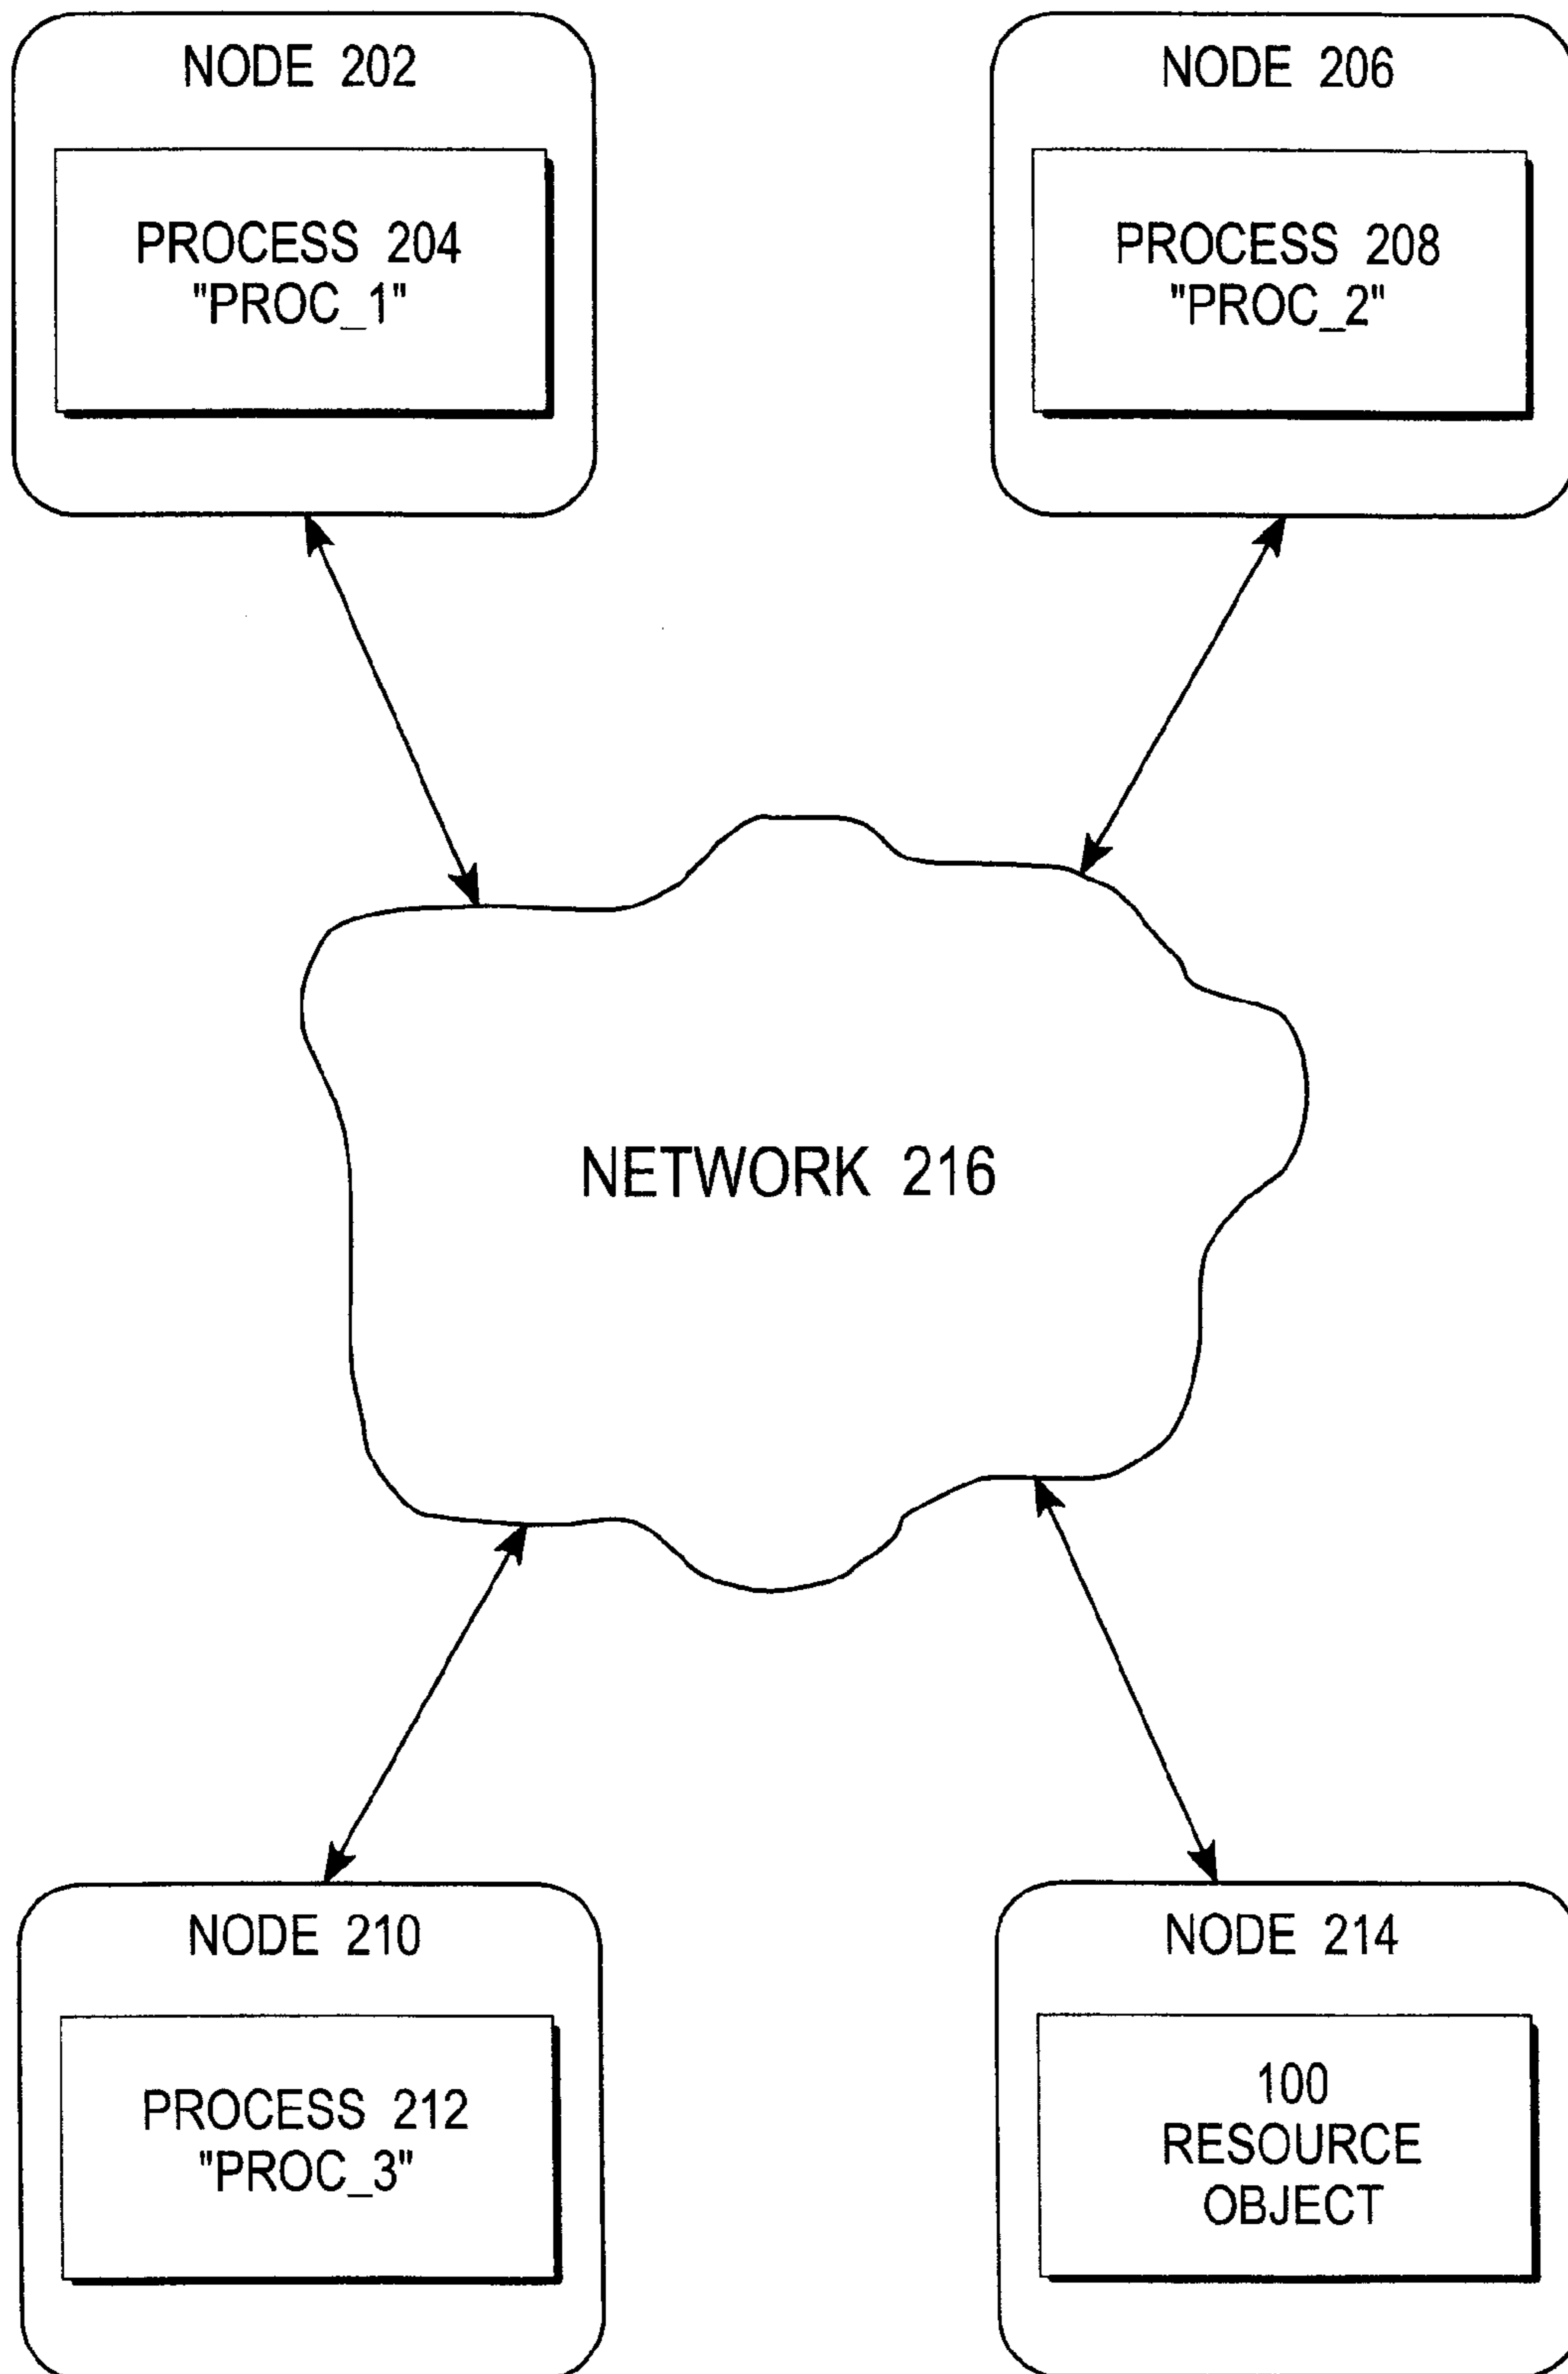 NODE 202
PROCESS 204
"PROC_1"
NODE 206
PROCESS 208
"PROC_2"
NETWORK 216
NODE 210
PROCESS 212
"PROC_3"
NODE 214
100
RESOURCE
OBJECT